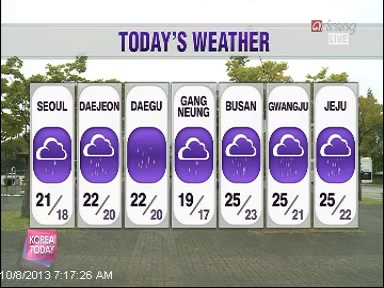 arirang
LIVE
TODAY'S WEATHER
SEOUL
21/18
DAEJEON
22/20
DAEGU
22/20
GANG
NEUNG
19/17
BUSAN
25/23
GWANGJU
25/21
JEJU
25/22
KOREA
TODAY
10/8/2013 7:17:26 AM